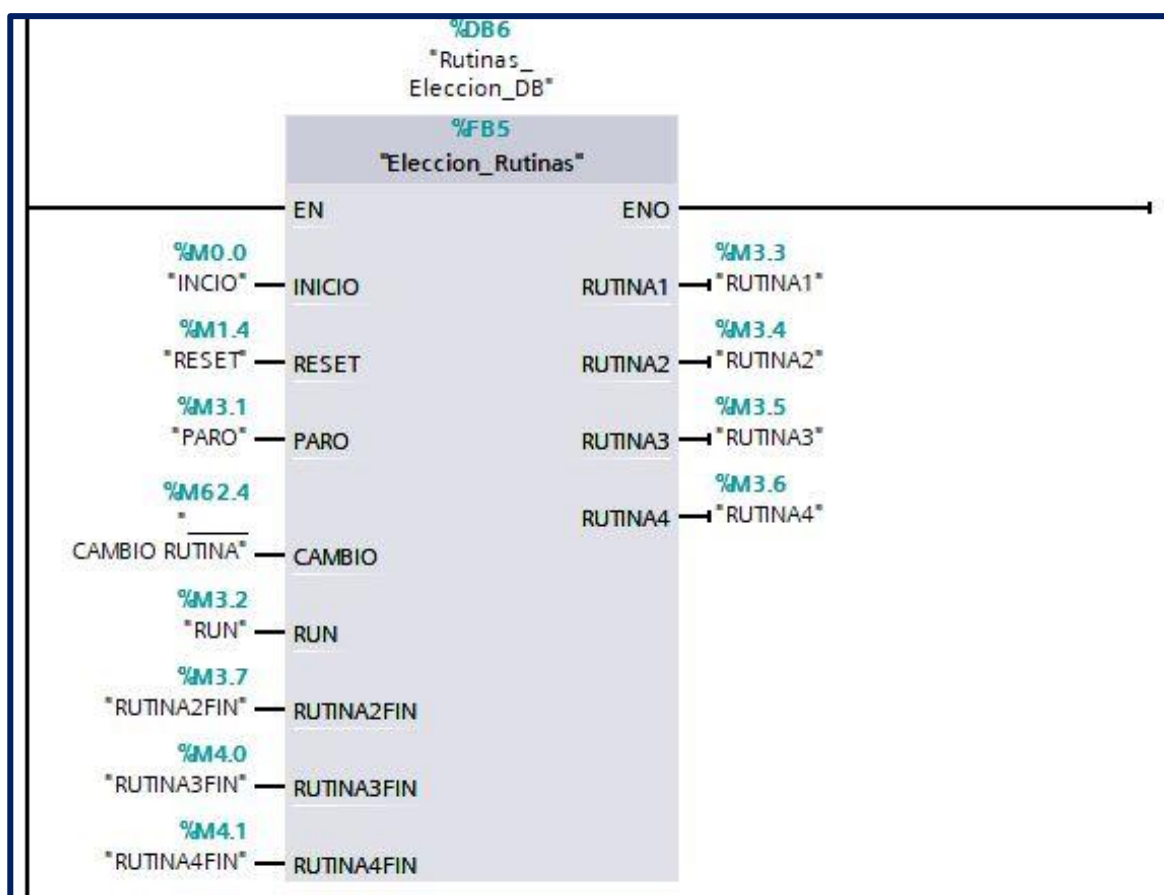 %DB6
"Rutinas_
Eleccion_DB"
%FB5
"Eleccion_Rutinas"
EN ENO
%M0.0 %M3.3
"INCIO" INICIO RUTINA1 "RUTINA1"
%M1.4 %M3.4
"RESET" RESET RUTINA2 "RUTINA2"
%M3.1 %M3.5
"PARO" PARO RUTINA3 "RUTINA3"
%M62.4 %M3.6
" RUTINA4 "RUTINA4"
CAMBIO RUTINA" CAMBIO
%M3.2
"RUN" RUN
%M3.7
"RUTINA2FIN" RUTINA2FIN
%M4.0
"RUTINA3FIN" RUTINA3FIN
%M4.1
"RUTINA4FIN" RUTINA4FIN